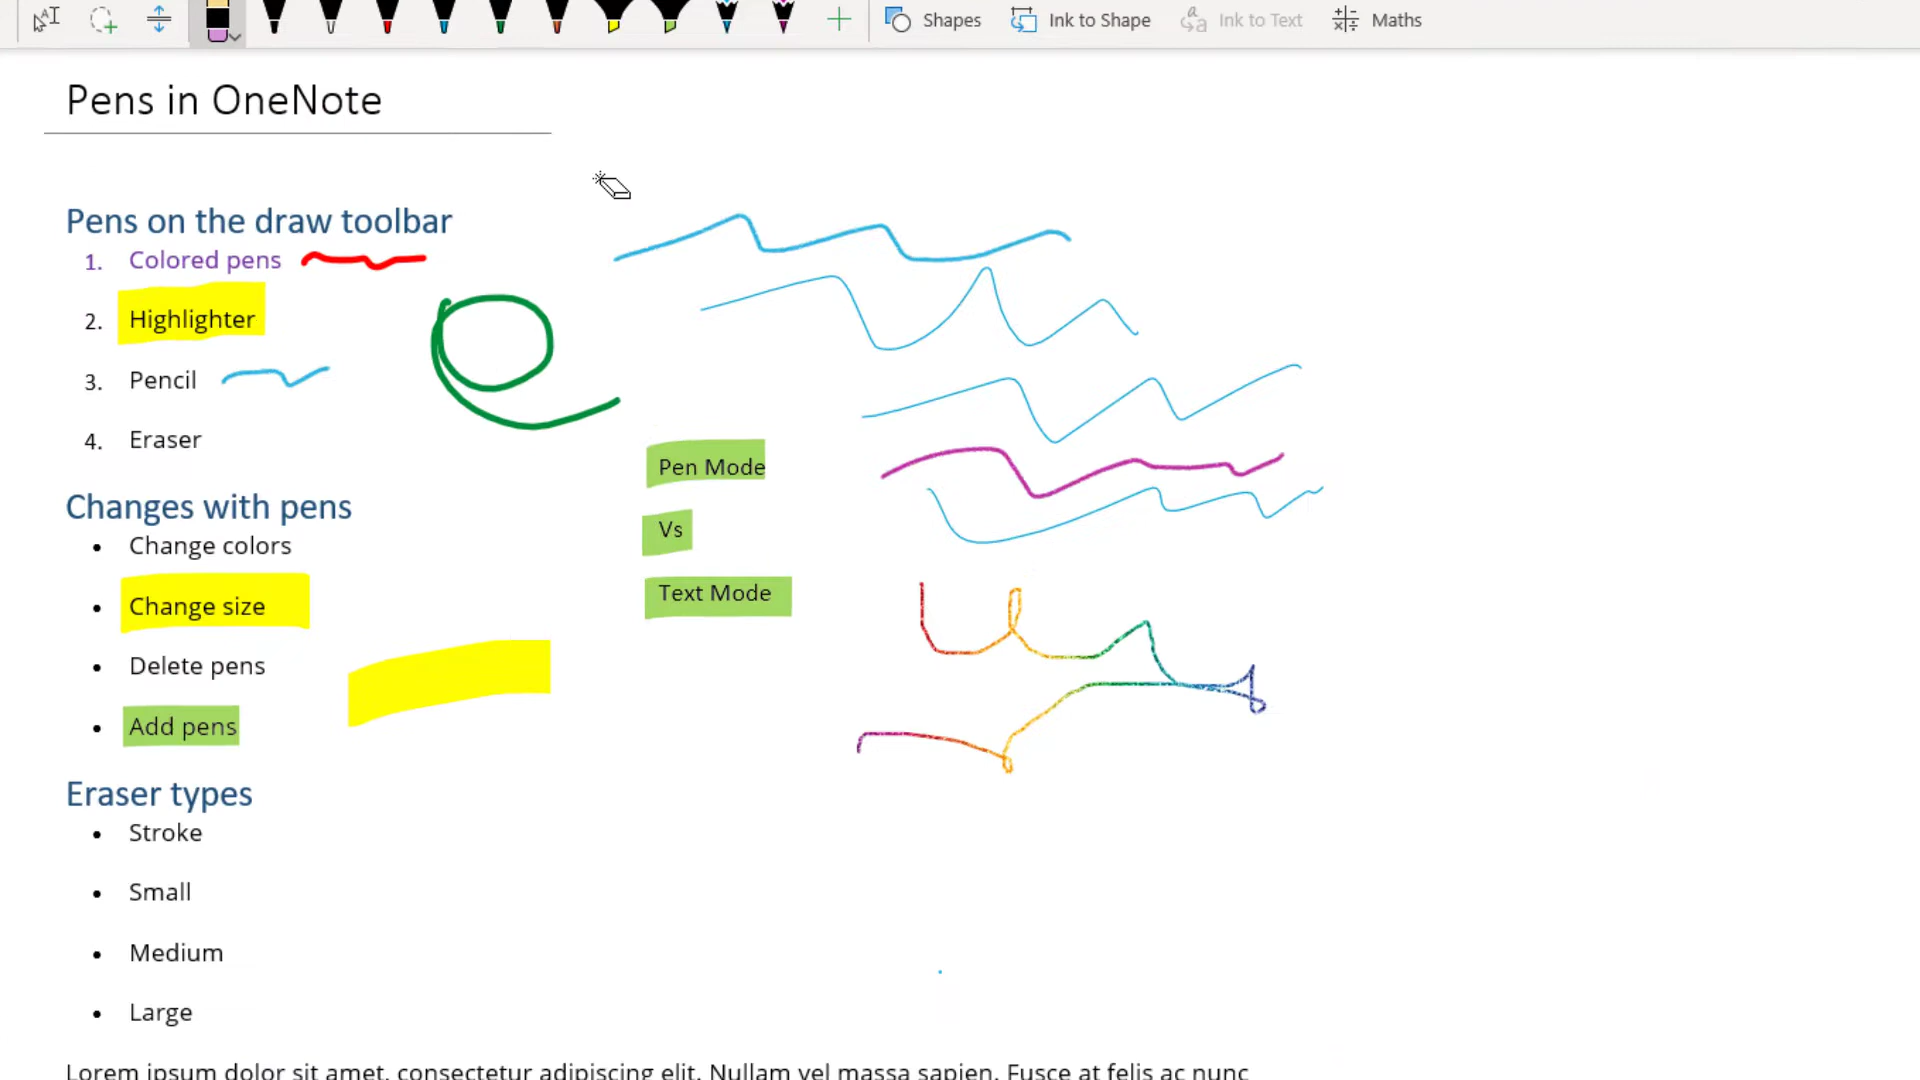 Shapes
Ink to Shape
Ink to Text
Maths
Pens in OneNote
Pens on the draw toolbar
1. Colored pens
2. Highlighter
3. Pencil
4. Eraser
Pen Mode
Vs
Text Mode
Changes with pens
• Change colors
• Change size
• Delete pens
• Add pens
Eraser types
• Stroke
• Small
• Medium
• Large
Lorem ipsum dolor sit amet, consectetur adipiscing elit. Nullam vel massa sapien. Fusce at felis ac nunc